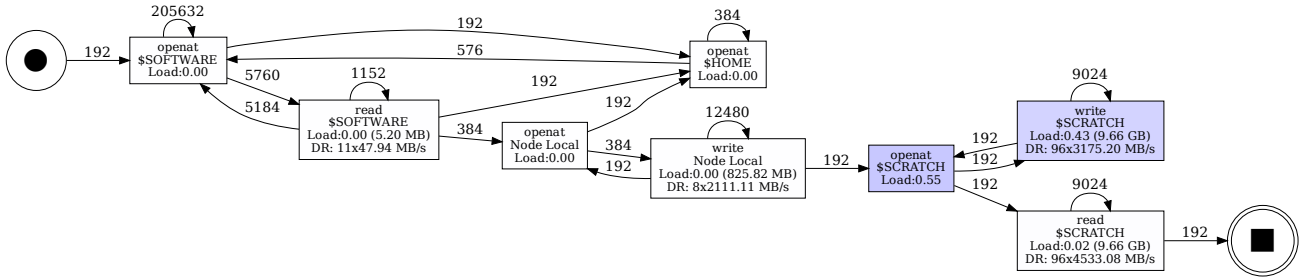 205632
192
openat
$SOFTWARE
Load:0.00
192
576
384
openat
$HOME
Load:0.00
5760
5184
1152
read
$SOFTWARE
Load:0.00 (5.20 MB)
DR: 11x47.94 MB/s
192
384
openat
Node Local
Load:0.00
192
384
192
12480
write
Node Local
Load:0.00 (825.82 MB)
DR: 8x2111.11 MB/s
192
openat
$SCRATCH
Load:0.55
192
192
9024
write
$SCRATCH
Load:0.43 (9.66 GB)
DR: 96x3175.20 MB/s
192
9024
read
$SCRATCH
Load:0.02 (9.66 GB)
DR: 96x4533.08 MB/s
192